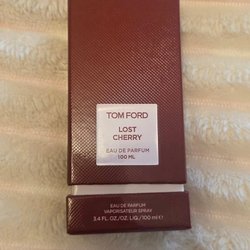 TOM FORD
LOST
CHERRY
EAU DE PARFUM
100 ML
EAU DE PARFUM
VAPORISATEUR SPRAY
3.4 FL.OZ./OZ. LIQ/100 ml ℮